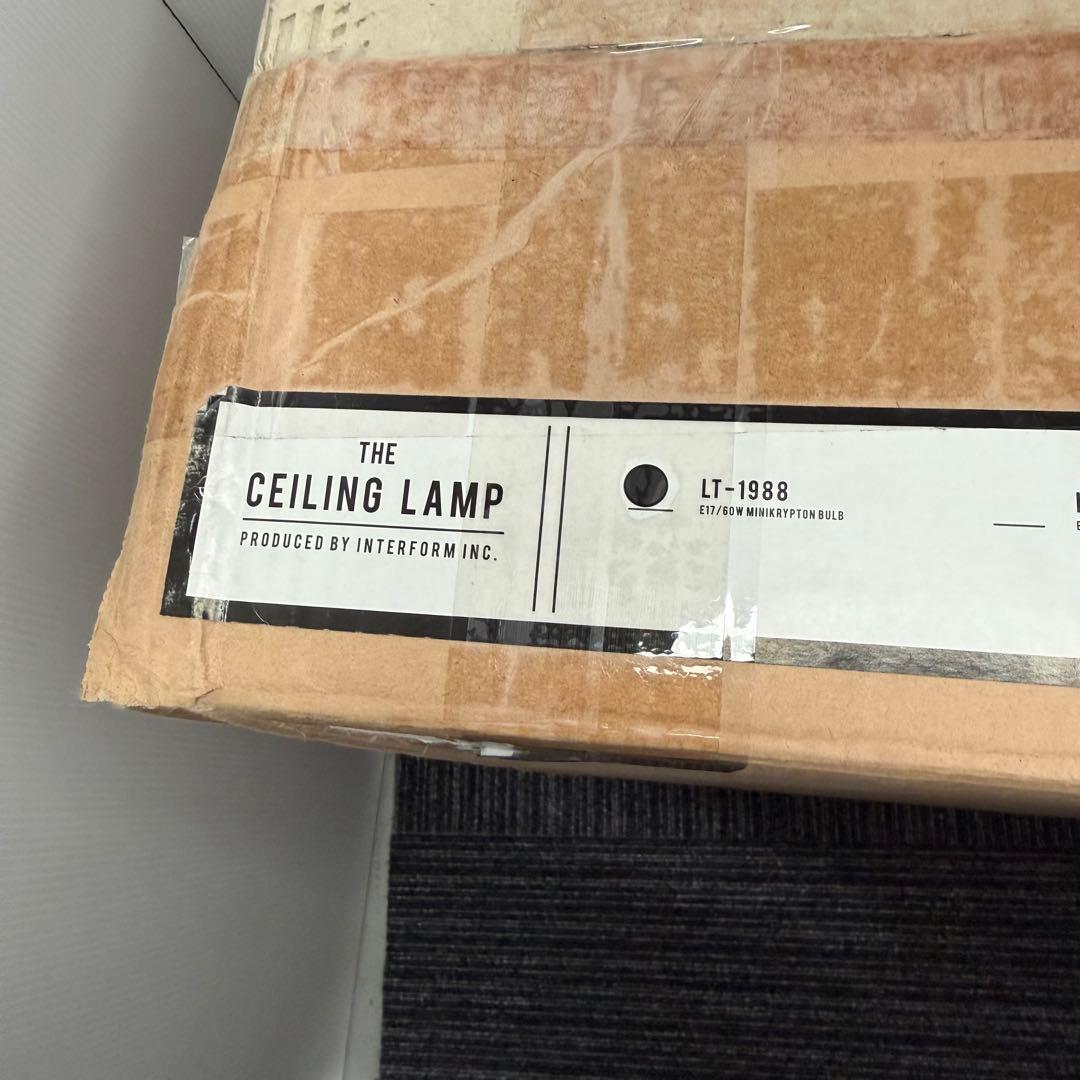 THE
CEILING LAMP
PRODUCED BY INTERFORM INC.
LT-1988
E17/60W MINIKRYPTON BULB